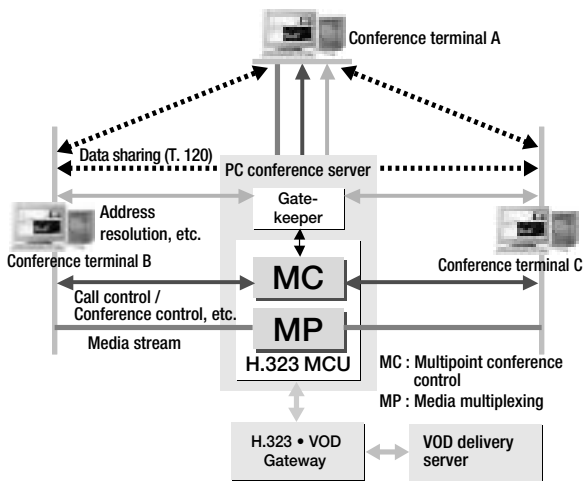 Conference terminal A
Data sharing (T. 120)
PC conference server
Gate-
keeper
Address
resolution, etc.
Conference terminal B
Conference terminal C
MC
Call control /
Conference control, etc.
MP
Media stream
H.323 MCU
MC : Multipoint conference
control
MP : Media multiplexing
H.323 • VOD
Gateway
VOD delivery
server